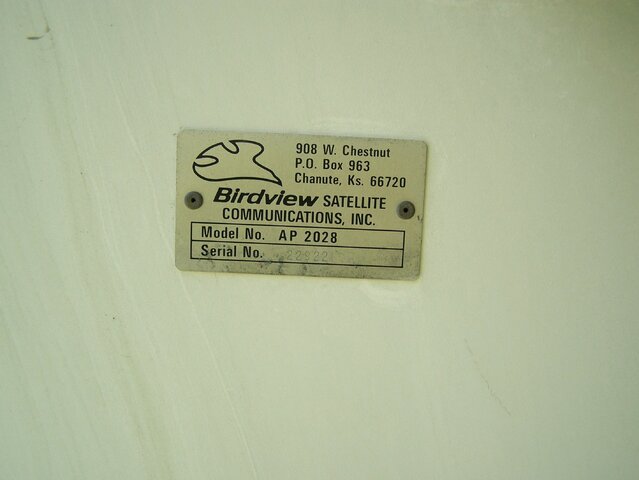 908 W. Chestnut
P.O. Box 963
Chanute, Ks. 66720
Birdview SATELLITE
COMMUNICATIONS, INC.
Model No. AP 2028
Serial No.